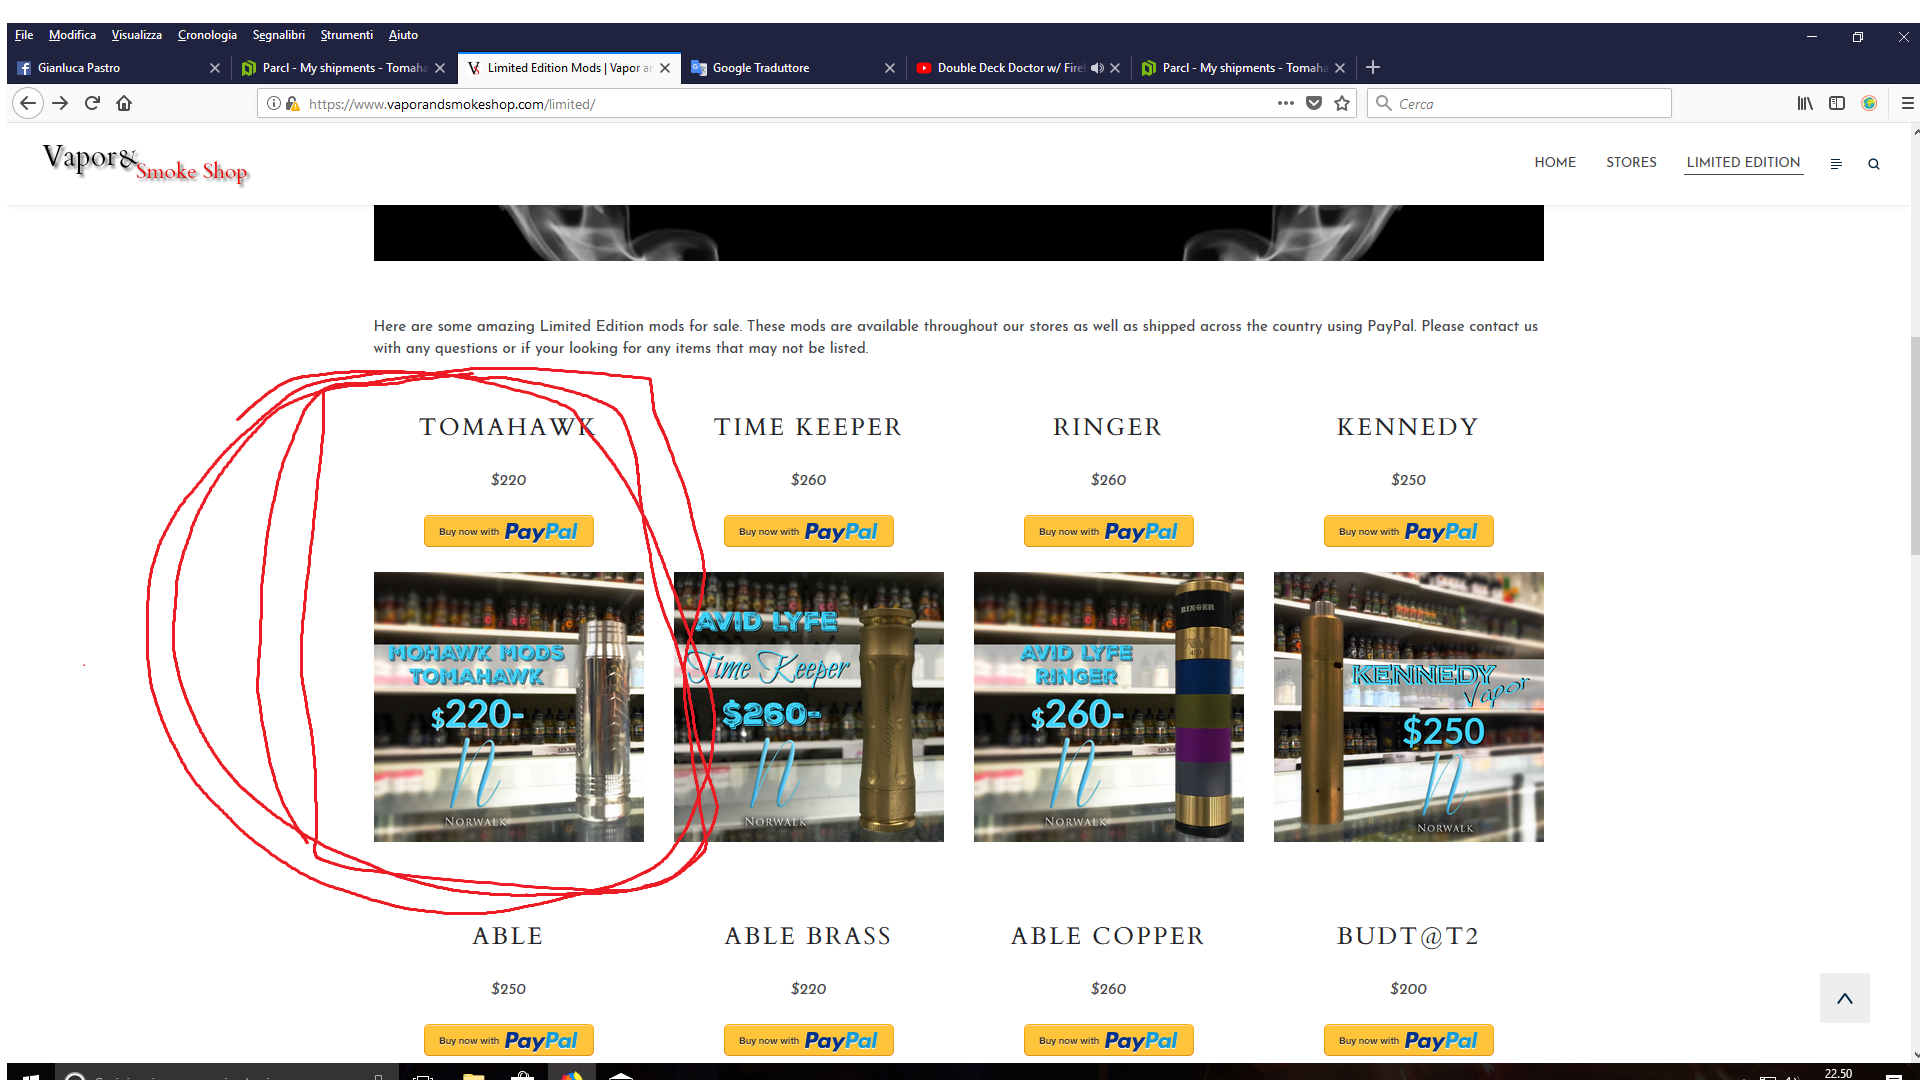 File Modifica Visualizza Cronologia Segnalibri Strumenti Aiuto
Gianluca Pastro
Parcl - My shipments - Tomaha
Limited Edition Mods | Vapor ar
Google Traduttore
Double Deck Doctor w/ Fire
Parcl - My shipments - Tomaha
https://www.vaporandsmokeshop.com/limited/
Cerca
Vapor&
Smoke Shop
HOME STORES LIMITED EDITION
Here are some amazing Limited Edition mods for sale. These mods are available throughout our stores as well as shipped across the country using PayPal. Please contact us
with any questions or if your looking for any items that may not be listed.
TOMAHAWK TIME KEEPER RINGER KENNEDY
$220 $260 $260 $250
Buy now with PayPal Buy now with PayPal Buy now with PayPal Buy now with PayPal
MOHAWK MODS
TOMAHAWK
$220-
N
NORWALK
AVID LYFE
Time Keeper
$260-
N
NORWALK
AVID LYFE
RINGER
$260-
N
NORWALK
RINGER
KENNEDY
Vapor
$250
N
NORWALK
ABLE ABLE BRASS ABLE COPPER BUDT@T2
$250 $220 $260 $200
Buy now with PayPal Buy now with PayPal Buy now with PayPal Buy now with PayPal
22.50